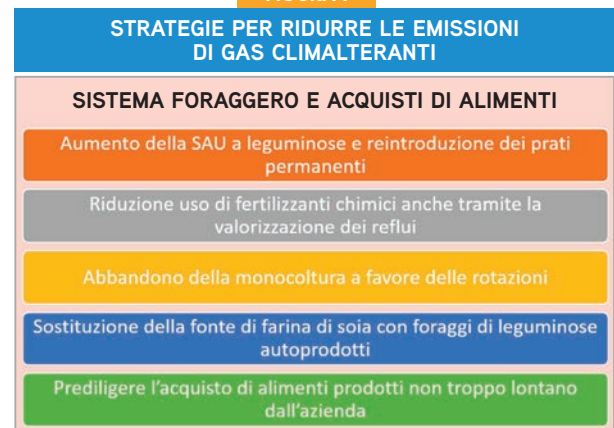 STRATEGIE PER RIDURRE LE EMISSIONI
DI GAS CLIMALTERANTI
SISTEMA FORAGGERO E ACQUISTI DI ALIMENTI
Aumento della SAU a leguminose e reintroduzione dei prati
permanenti
Riduzione uso di fertilizzanti chimici anche tramite la
valorizzazione dei reflui
Abbandono della monocoltura a favore delle rotazioni
Sostituzione della fonte di farina di soia con foraggi di leguminose
autoprodotti
Prediligere l'acquisto di alimenti prodotti non troppo lontano
dall'azienda